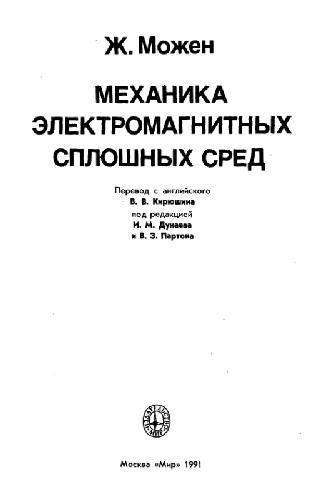 Ж. Можен
МЕХАНИКА
ЭЛЕКТРОМАГНИТНЫХ
СПЛОШНЫХ СРЕД
Перевод с английского
В. В. Кирюшина
под редакцией
И. М. Дунаева
и В. З. Партона
Москва «Мир» 1991